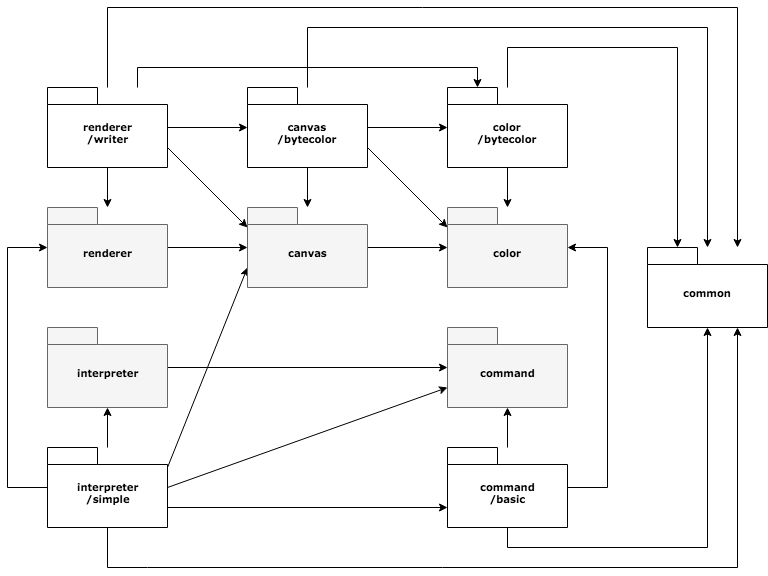 renderer
/writer
canvas
/bytecolor
color
/bytecolor
renderer
canvas
color
common
interpreter
command
interpreter
/simple
command
/basic